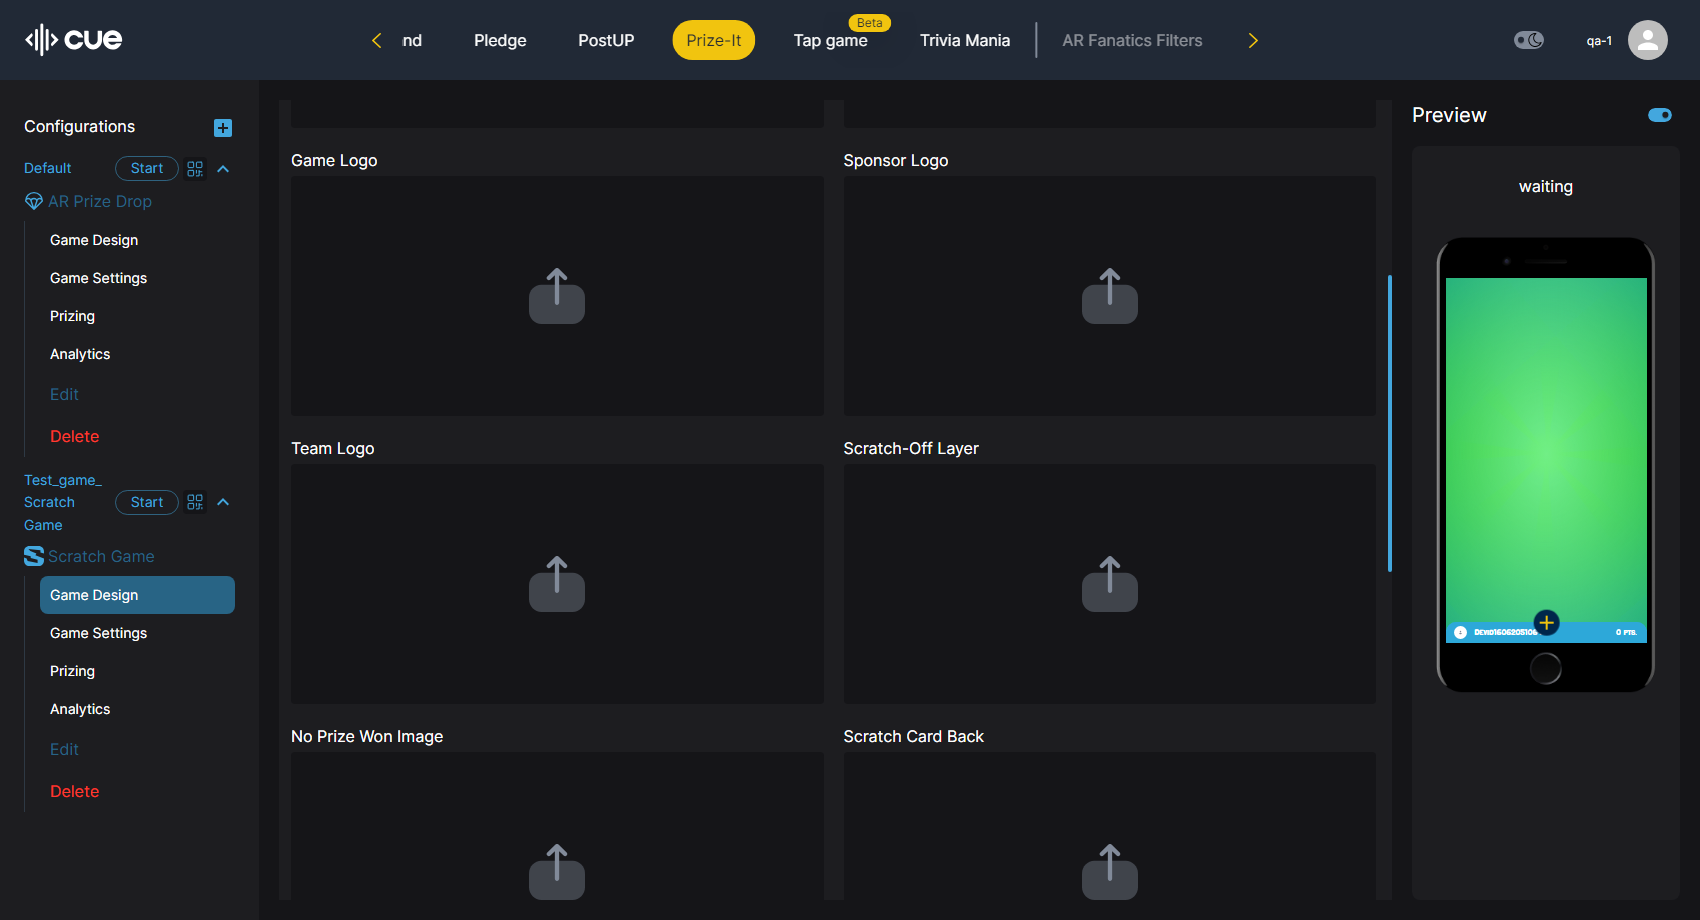 cue
nd
Pledge
PostUP
Prize-It
Beta
Tap game
Trivia Mania
AR Fanatics Filters
qa-1
Configurations
Default
Start
AR Prize Drop
Game Design
Game Settings
Prizing
Analytics
Edit
Delete
Test_game_
Scratch
Game
Start
Scratch Game
Game Design
Game Settings
Prizing
Analytics
Edit
Delete
Game Logo
Sponsor Logo
Team Logo
Scratch-Off Layer
No Prize Won Image
Scratch Card Back
Preview
waiting
0 PTS.